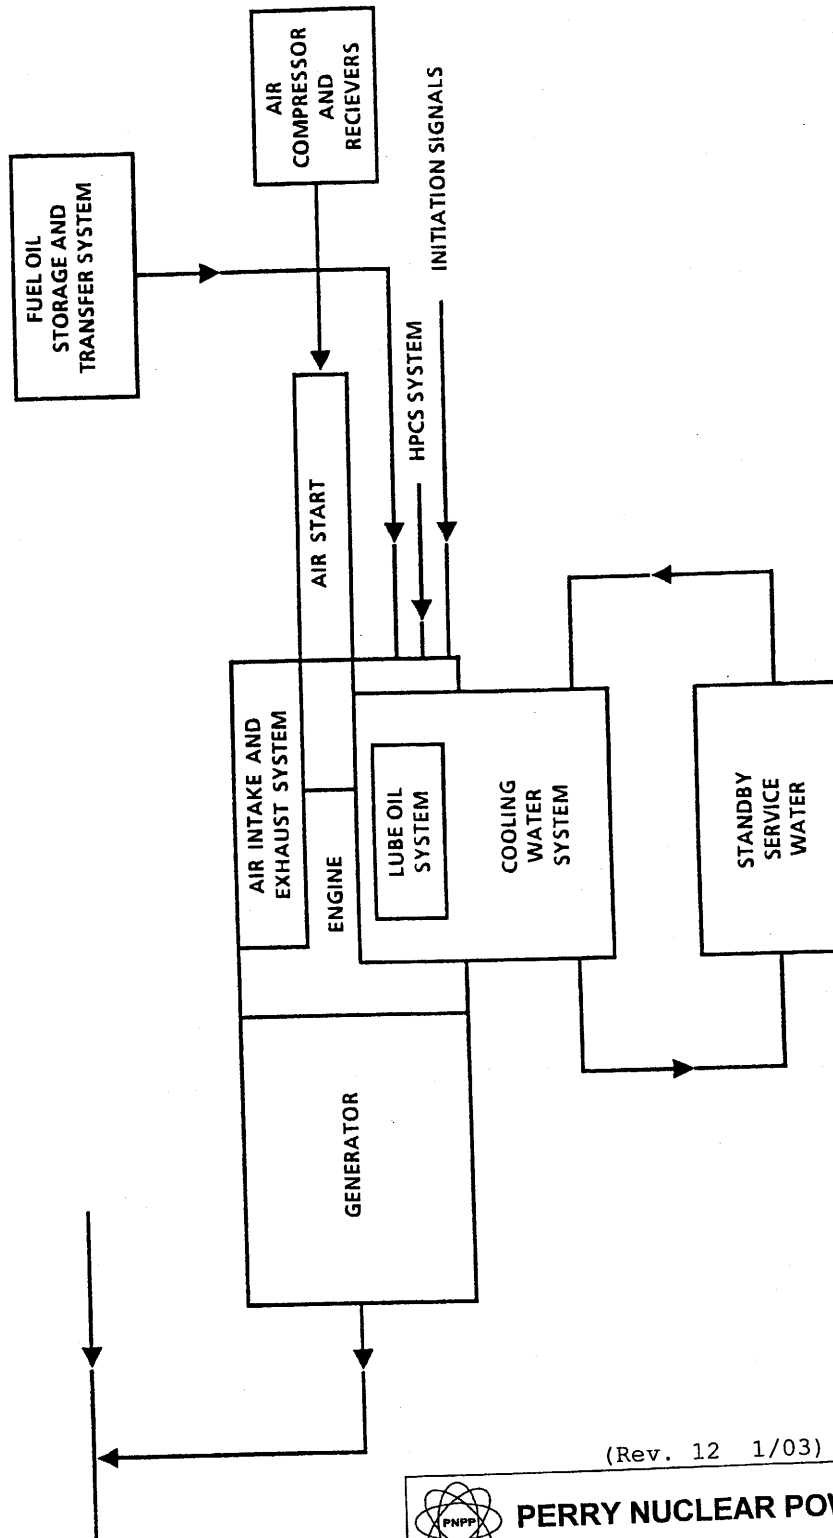 FUEL OIL
STORAGE AND
TRANSFER SYSTEM
AIR
COMPRESSOR
AND
RECIEVERS
INITIATION SIGNALS
HPCS SYSTEM
AIR START
AIR INTAKE AND
EXHAUST SYSTEM
ENGINE
LUBE OIL
SYSTEM
COOLING
WATER
SYSTEM
STANDBY
SERVICE
WATER
GENERATOR
(Rev. 12 1/03)
PNPP
PERRY NUCLEAR POW